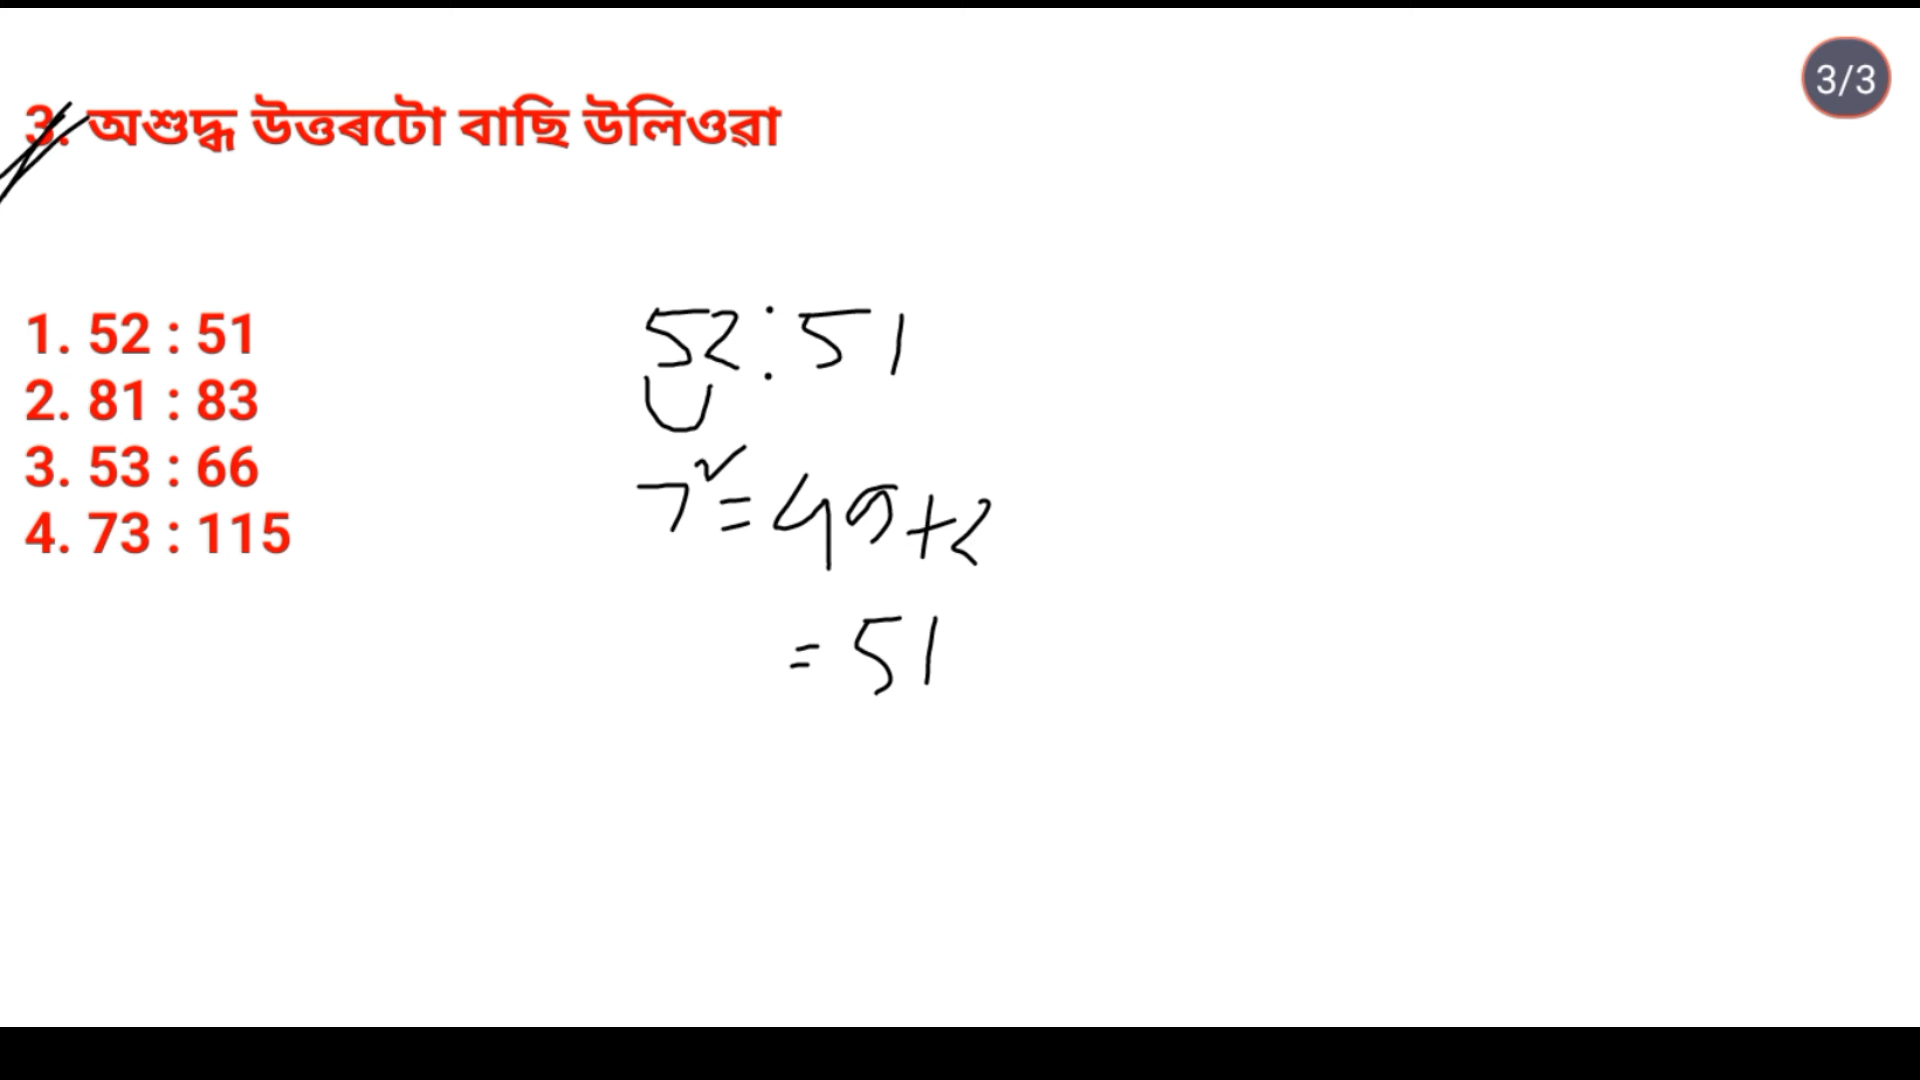 3/3
3. অশুদ্ধ উত্তৰটো বাছি উলিওৱা
1. 52 : 51
2. 81 : 83
3. 53 : 66
4. 73 : 115
52 : 51
7² = 49 + 2
= 51